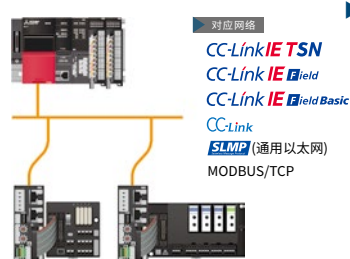 对应网络
CC-Link IE TSN
CC-Link IE Field
CC-Link IE Field Basic
CC-Link
SLMP (通用以太网)
MODBUS/TCP